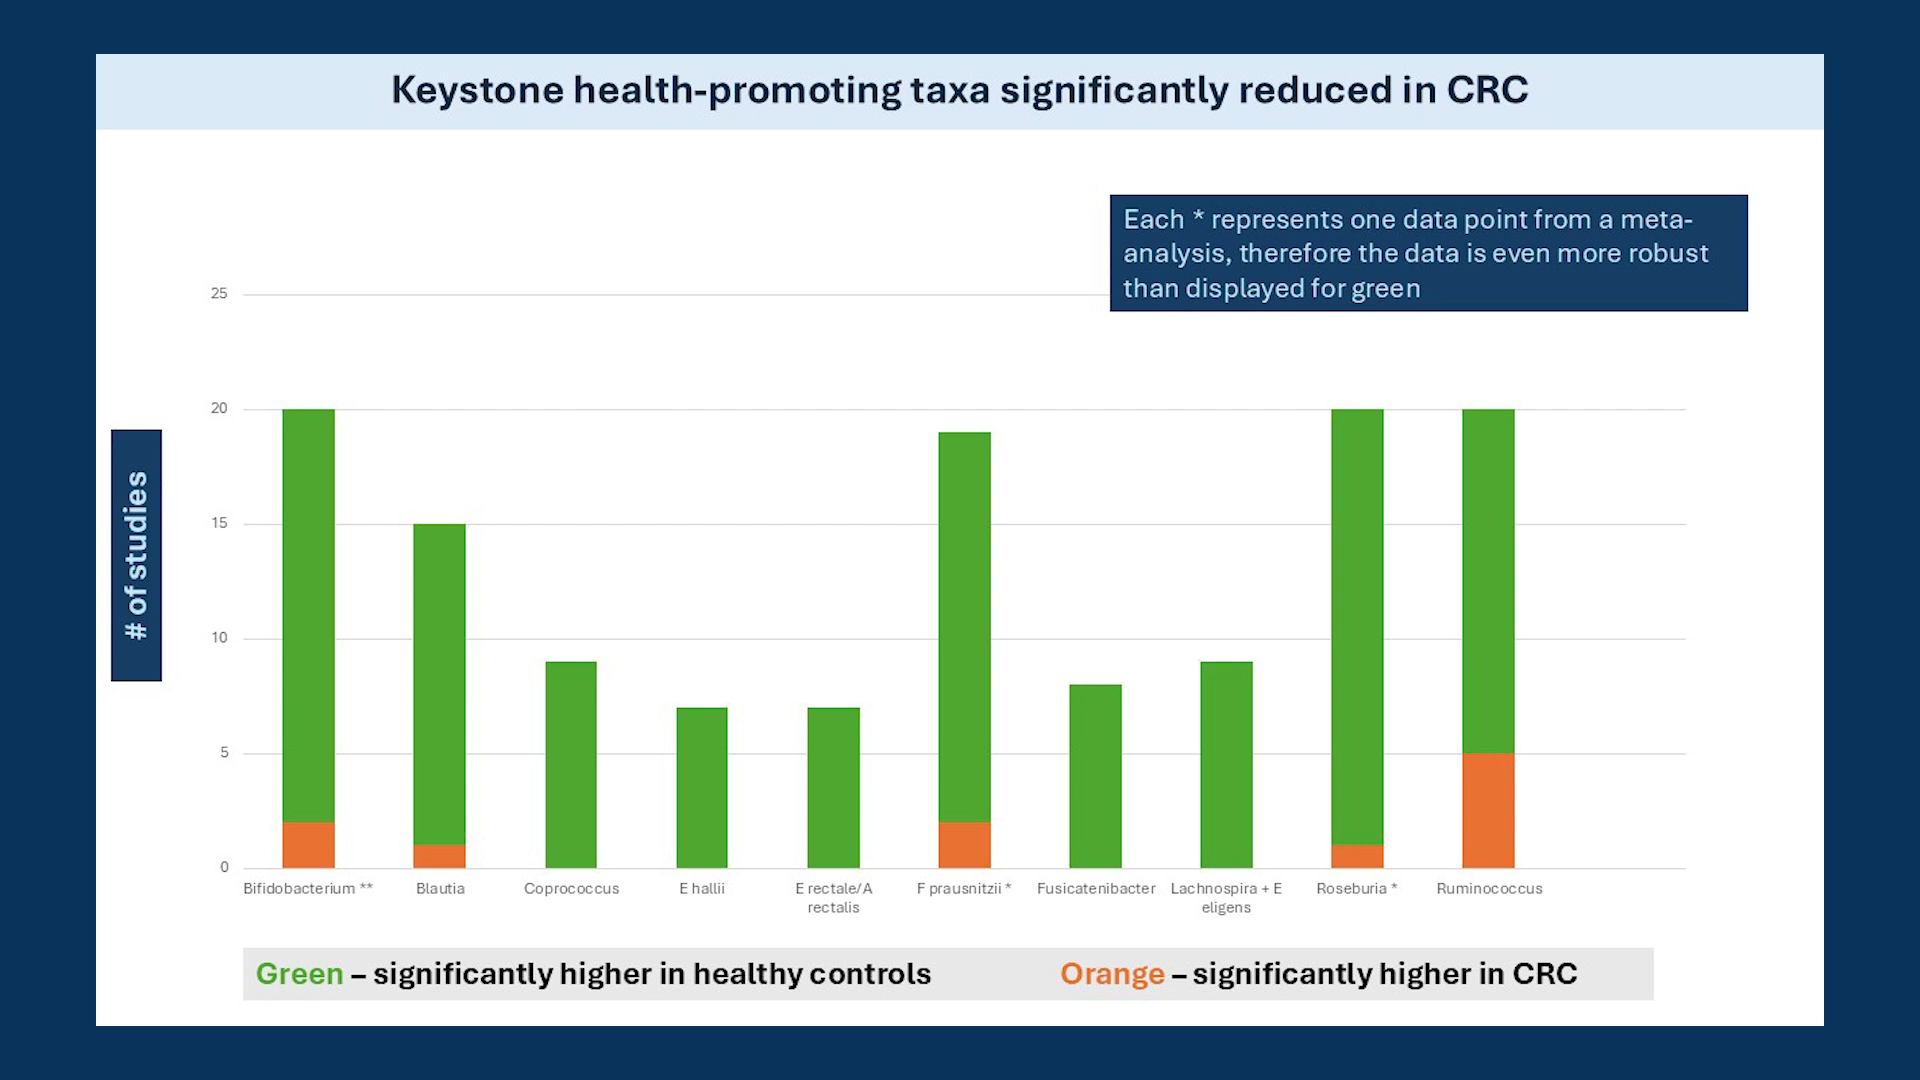 Keystone health-promoting taxa significantly reduced in CRC
Each * represents one data point from a meta-
analysis, therefore the data is even more robust
than displayed for green
# of studies
25
20
15
10
5
0
Bifidobacterium **
Blautia
Coprococcus
E hallii
E rectale/A
rectalis
F prausnitzii *
Fusicatenibacter
Lachnospira + E
eligens
Roseburia *
Ruminococcus
Green – significantly higher in healthy controls
Orange – significantly higher in CRC